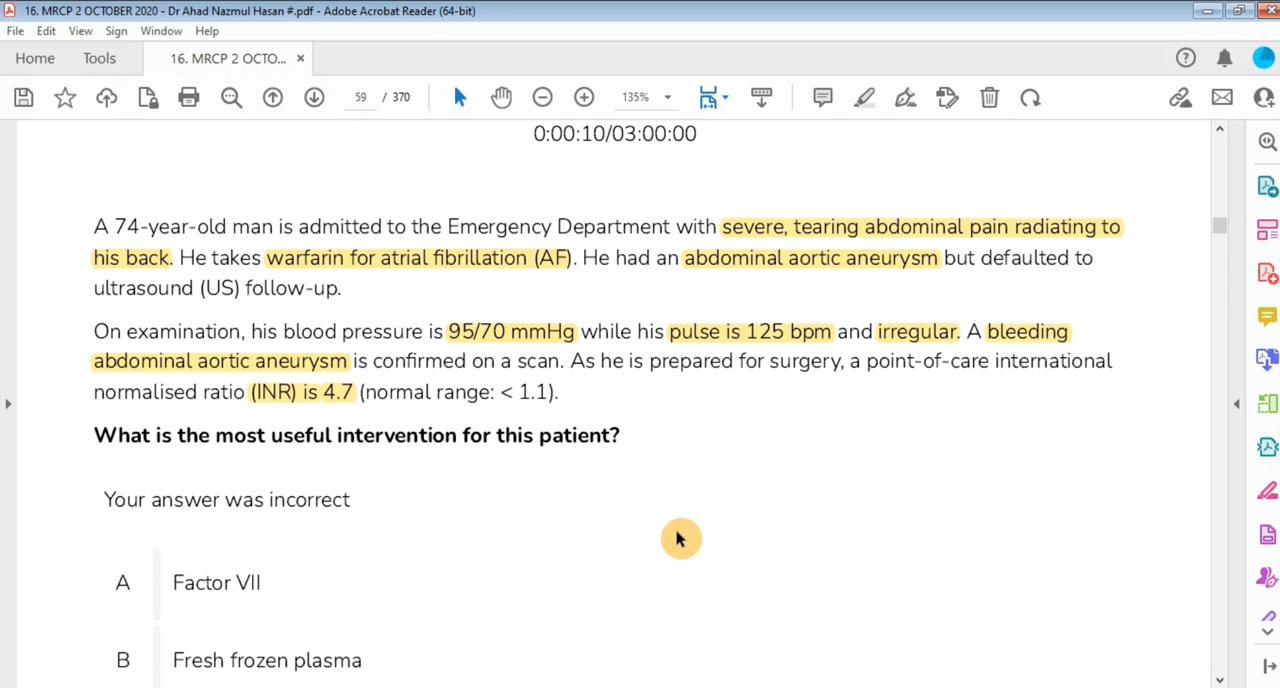 16. MRCP 2 OCTOBER 2020 - Dr Ahad Nazmul Hasan #.pdf - Adobe Acrobat Reader (64-bit)
File Edit View Sign Window Help
Home Tools 16. MRCP 2 OCTO... ×
59 / 370 135%
0:00:10/03:00:00
A 74-year-old man is admitted to the Emergency Department with severe, tearing abdominal pain radiating to
his back. He takes warfarin for atrial fibrillation (AF). He had an abdominal aortic aneurysm but defaulted to
ultrasound (US) follow-up.
On examination, his blood pressure is 95/70 mmHg while his pulse is 125 bpm and irregular. A bleeding
abdominal aortic aneurysm is confirmed on a scan. As he is prepared for surgery, a point-of-care international
normalised ratio (INR) is 4.7 (normal range: < 1.1).
What is the most useful intervention for this patient?
Your answer was incorrect
A Factor VII
B Fresh frozen plasma